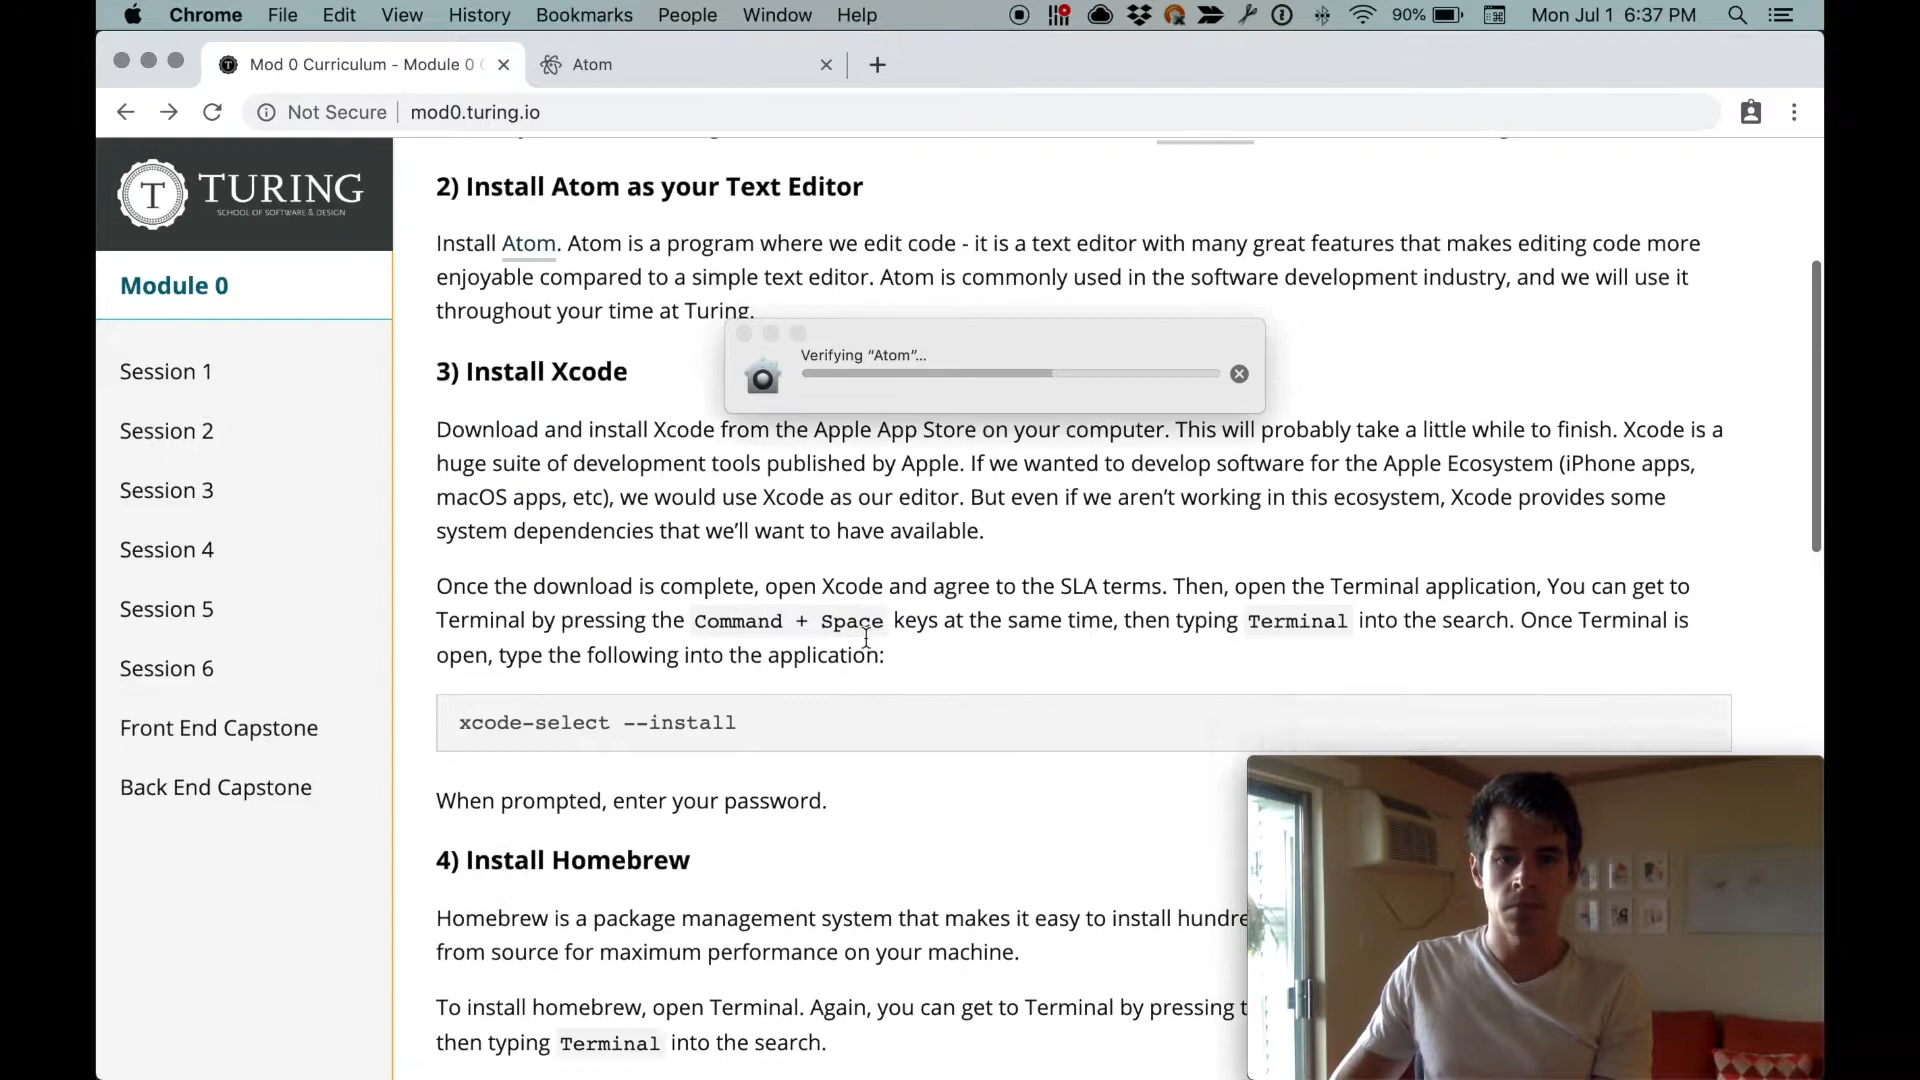 Chrome File Edit View History Bookmarks People Window Help 90% Mon Jul 1 6:37 PM
Mod 0 Curriculum - Module 0 Atom
Not Secure mod0.turing.io
TURING
SCHOOL OF SOFTWARE & DESIGN
Module 0
Session 1
Session 2
Session 3
Session 4
Session 5
Session 6
Front End Capstone
Back End Capstone
2) Install Atom as your Text Editor
Install Atom. Atom is a program where we edit code - it is a text editor with many great features that makes editing code more
enjoyable compared to a simple text editor. Atom is commonly used in the software development industry, and we will use it
throughout your time at Turing.
Verifying “Atom”...
3) Install Xcode
Download and install Xcode from the Apple App Store on your computer. This will probably take a little while to finish. Xcode is a
huge suite of development tools published by Apple. If we wanted to develop software for the Apple Ecosystem (iPhone apps,
macOS apps, etc), we would use Xcode as our editor. But even if we aren’t working in this ecosystem, Xcode provides some
system dependencies that we’ll want to have available.
Once the download is complete, open Xcode and agree to the SLA terms. Then, open the Terminal application, You can get to
Terminal by pressing the Command + Space keys at the same time, then typing Terminal into the search. Once Terminal is
open, type the following into the application:
xcode-select --install
When prompted, enter your password.
4) Install Homebrew
Homebrew is a package management system that makes it easy to install hundre
from source for maximum performance on your machine.
To install homebrew, open Terminal. Again, you can get to Terminal by pressing t
then typing Terminal into the search.